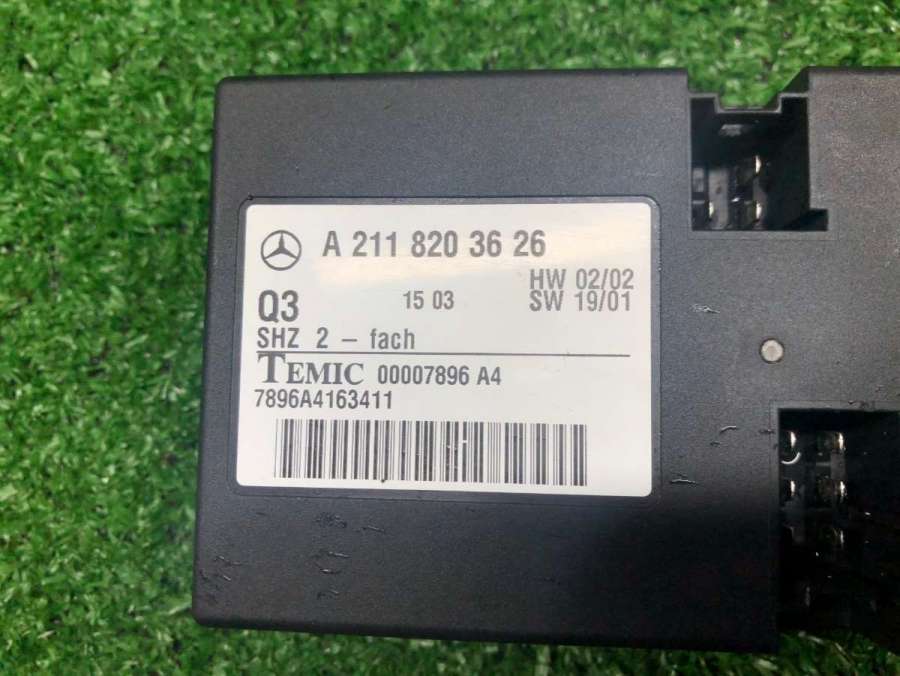 A 211 820 36 26
HW 02/02
Q3 15 03 SW 19/01
SHZ 2 - fach
TEMIC 00007896 A4
7896A4163411